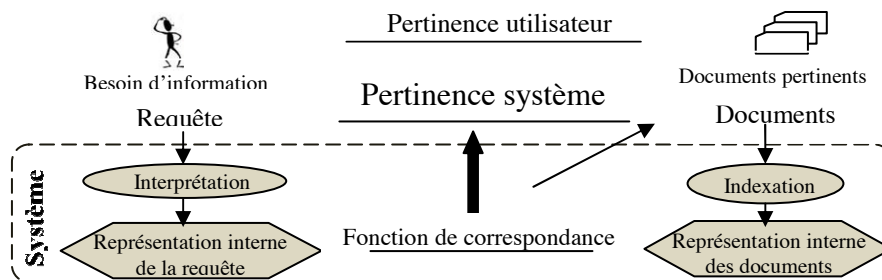 Pertinence utilisateur
Besoin d'information
Documents pertinents
Pertinence système
Requête
Documents
Système
Interprétation
Indexation
Représentation interne
de la requête
Fonction de correspondance
Représentation interne
des documents